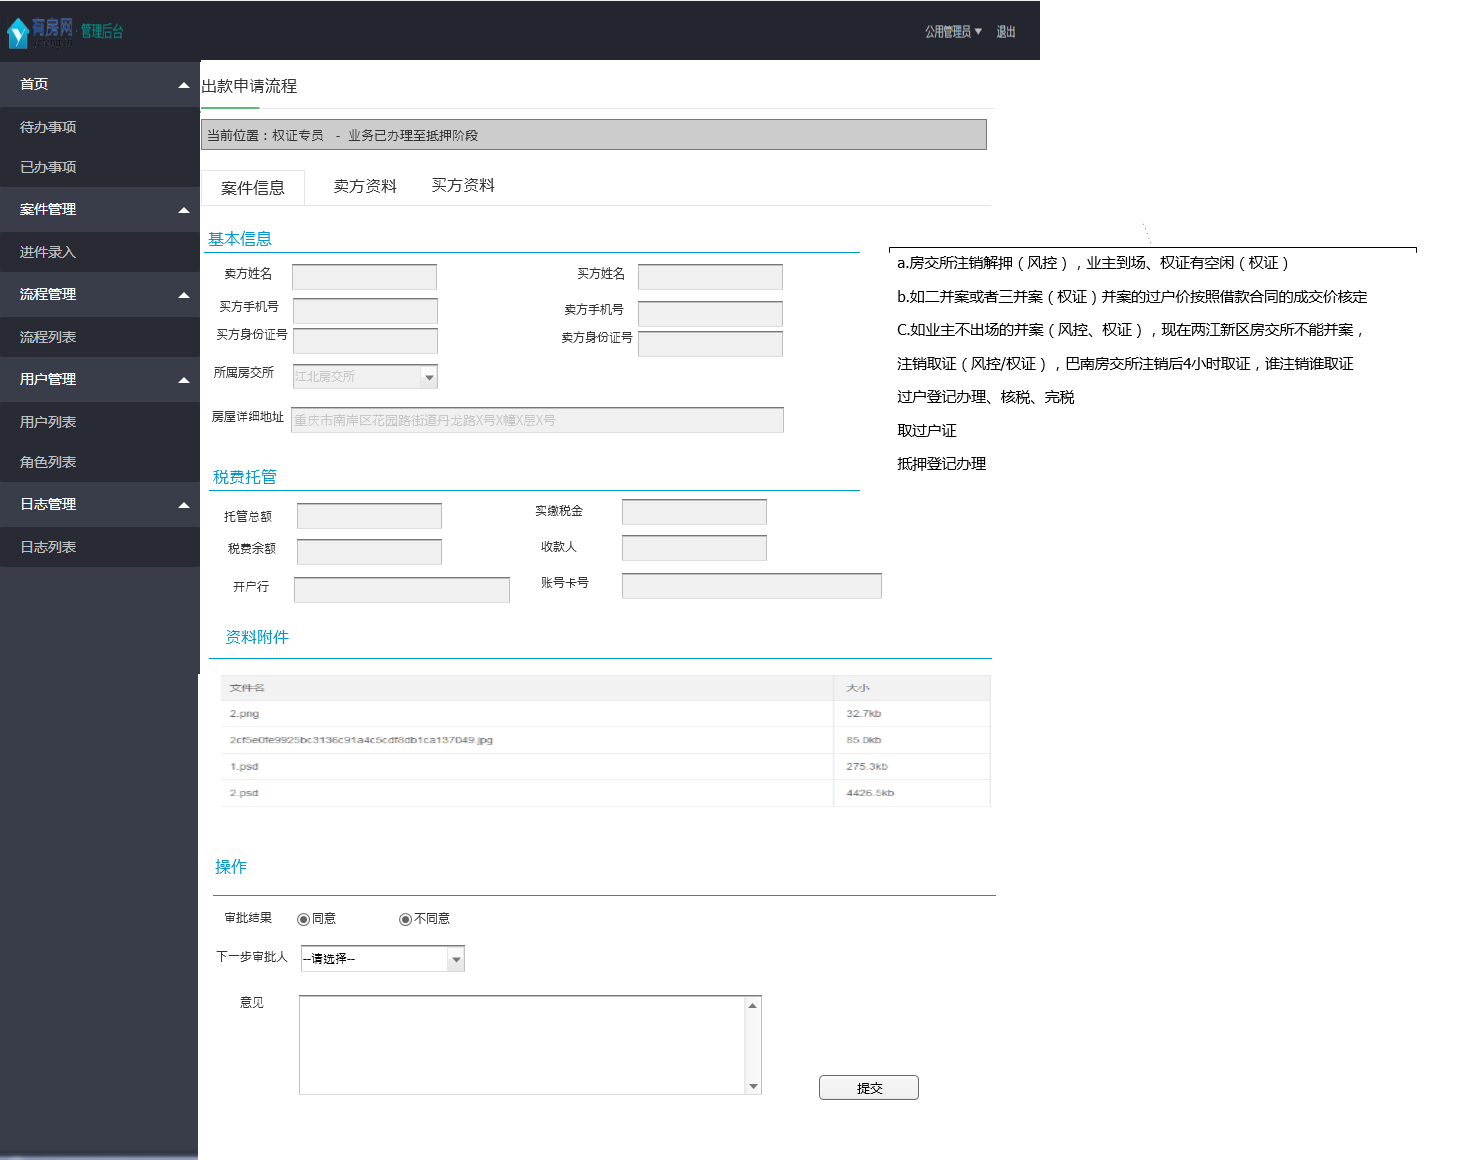 有房网 · 管理后台
公用管理员 ▼ 退出
首页
待办事项
已办事项
案件管理
进件录入
流程管理
流程列表
用户管理
用户列表
角色列表
日志管理
日志列表
出款申请流程
当前位置：权证专员 - 业务已办理至抵押阶段
案件信息 卖方资料 买方资料
基本信息
卖方姓名 买方姓名
买方手机号 卖方手机号
买方身份证号 卖方身份证号
所属房交所 江北房交所
房屋详细地址 重庆市南岸区花园路街道丹龙路X号X幢X层X号
税费托管
托管总额 实缴税金
税费余额 收款人
开户行 账号卡号
资料附件
文件名 大小
2.png 32.7kb
2cf5e0fe9925bc3136c91a4c5cdf8db1ca137049.jpg 85.0kb
1.psd 275.3kb
2.psd 4426.5kb
操作
审批结果 同意 不同意
下一步审批人 --请选择--
意见
提交
a.房交所注销解押（风控），业主到场、权证有空闲（权证）
b.如二并案或者三并案（权证）并案的过户价按照借款合同的成交价核定
C.如业主不出场的并案（风控、权证），现在两江新区房交所不能并案，
注销取证（风控/权证），巴南房交所注销后4小时取证，谁注销谁取证
过户登记办理、核税、完税
取过户证
抵押登记办理